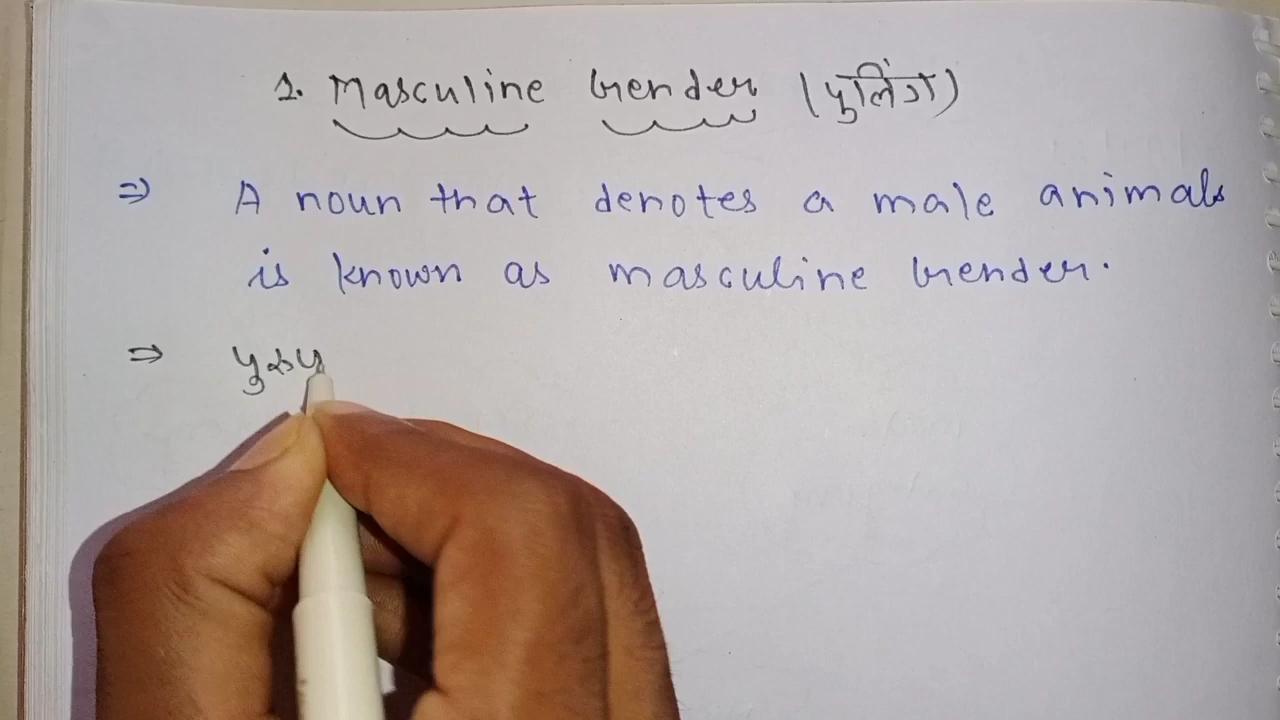 1. Masculine Gender (पुलिंग)
⇒ A noun that denotes a male animals
is known as masculine Gender.
⇒ पुरुष